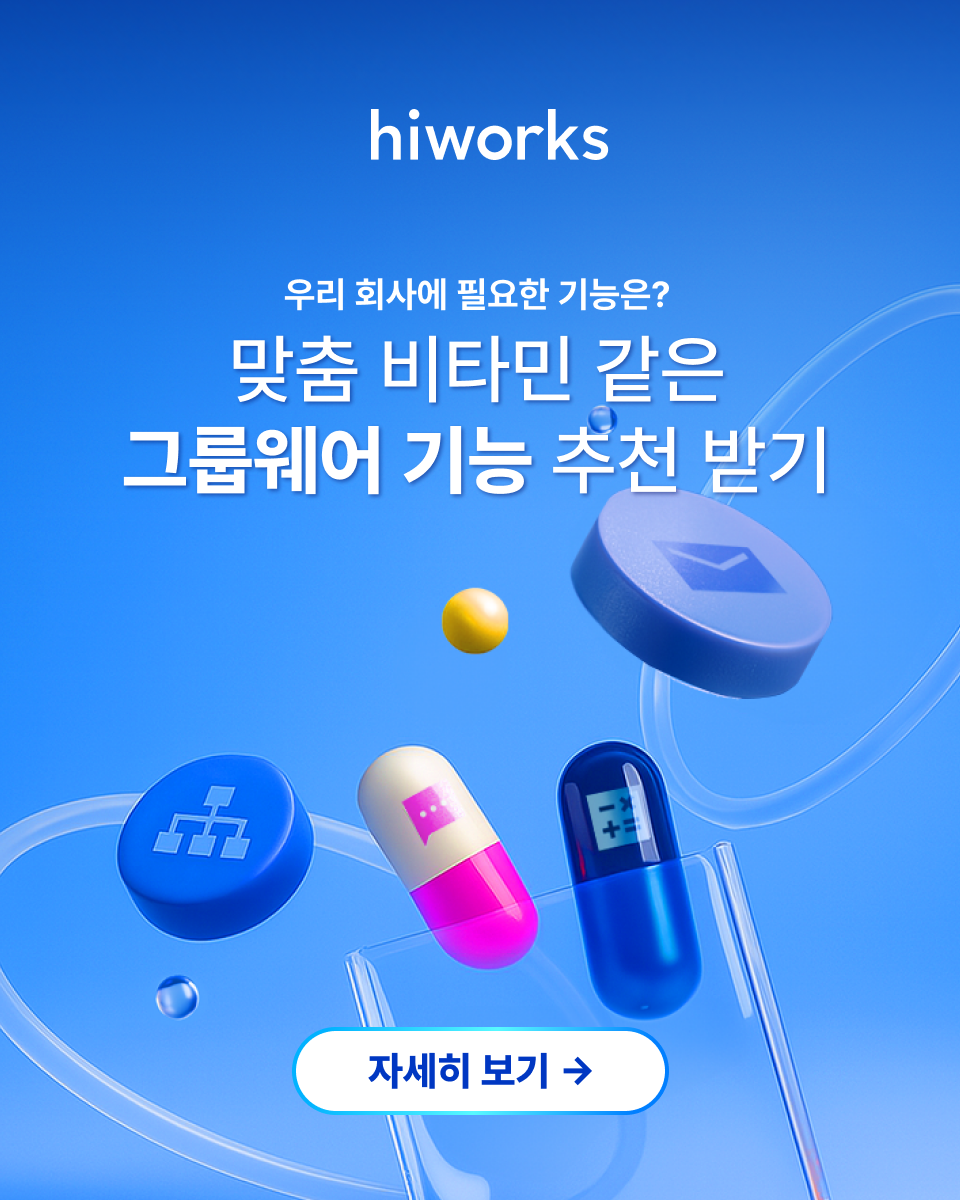 hiworks
우리 회사에 필요한 기능은?
맞춤 비타민 같은
그룹웨어 기능 추천 받기
자세히 보기 →